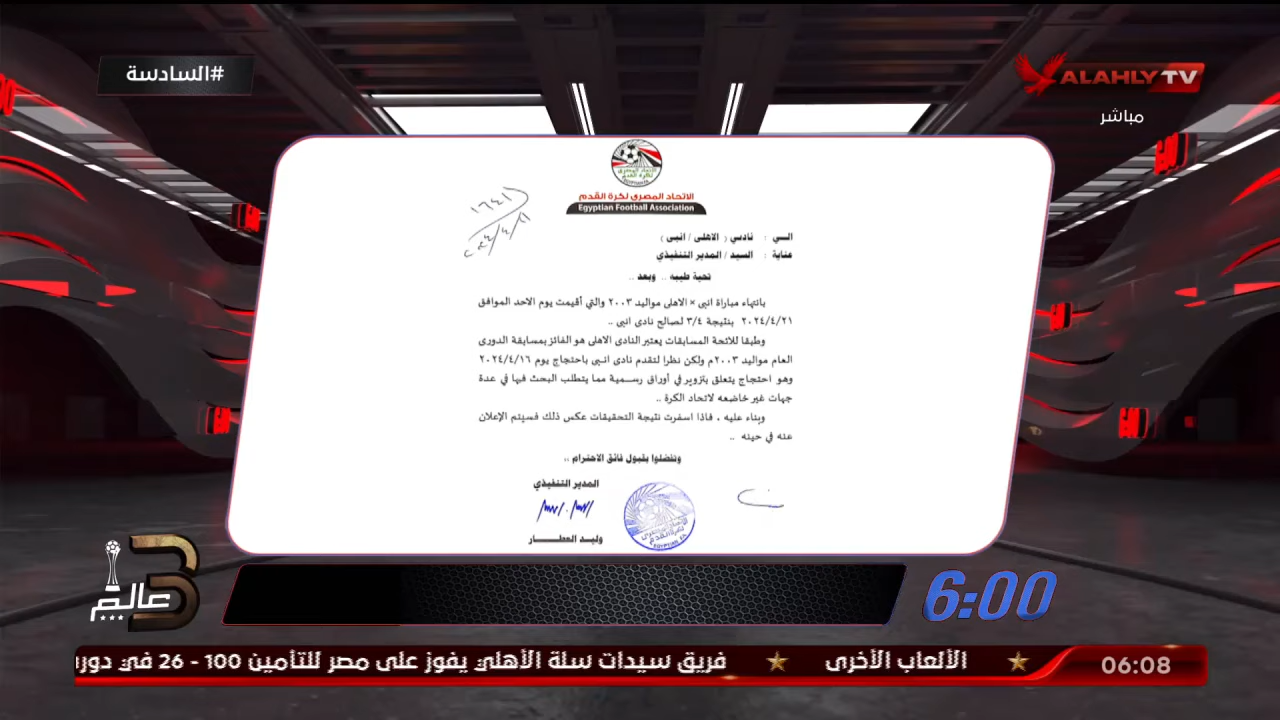 #السادسة
ALAHLY TV
مباشر
الاتحاد المصرى لكرة القدم
Egyptian Football Association
١٦٤١
الـي : نادي ( الاهلى / انبى )
عناية : السيد / المدير التنفيذي
تحية طيبه .. وبعد ..
بانتهاء مباراة انبى × الاهلى مواليد ٢٠٠٣ والتي أقيمت يوم الاحد الموافق
٢٠٢٤/٤/٢١ بنتيجة ٣/٤ لصالح نادى انبى ..
وطبقا للائحة المسابقات يعتبر النادى الاهلى هو الفائز بمسابقة الدورى
العام مواليد ٢٠٠٣م ولكن نظرا لتقدم نادى انبى باحتجاج يوم ٢٠٢٤/٤/١٦
وهو احتجاج يتعلق بتزوير في أوراق رسمية مما يتطلب البحث فيها في عدة
جهات غير خاضعه لاتحاد الكرة ..
وبناء عليه ، فاذا اسفرت نتيجة التحقيقات عكس ذلك فسيتم الإعلان
عنه في حينه ..
وتفضلوا بقبول فائق الاحترام ،،
المدير التنفيذي
وليد العطار
3
عالم
6:00
الألعاب الأخرى
فريق سيدات سلة الأهلي يفوز على مصر للتأمين 100 - 26 في دور
06:08